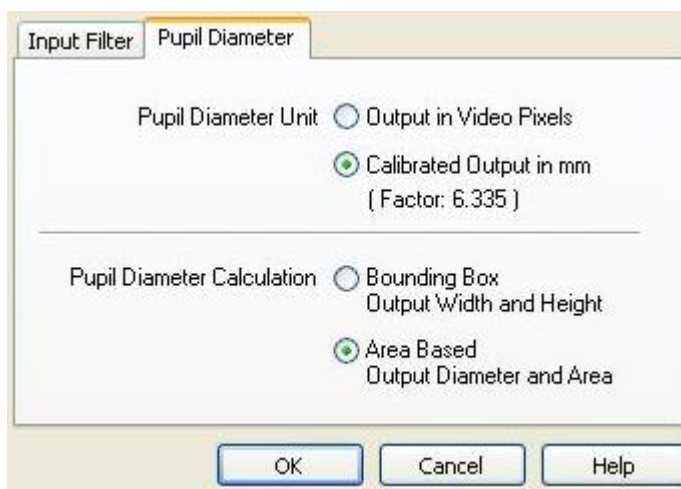 Input Filter
Pupil Diameter
Pupil Diameter Unit
Output in Video Pixels
Calibrated Output in mm
( Factor: 6.335 )
Pupil Diameter Calculation
Bounding Box
Output Width and Height
Area Based
Output Diameter and Area
OK
Cancel
Help